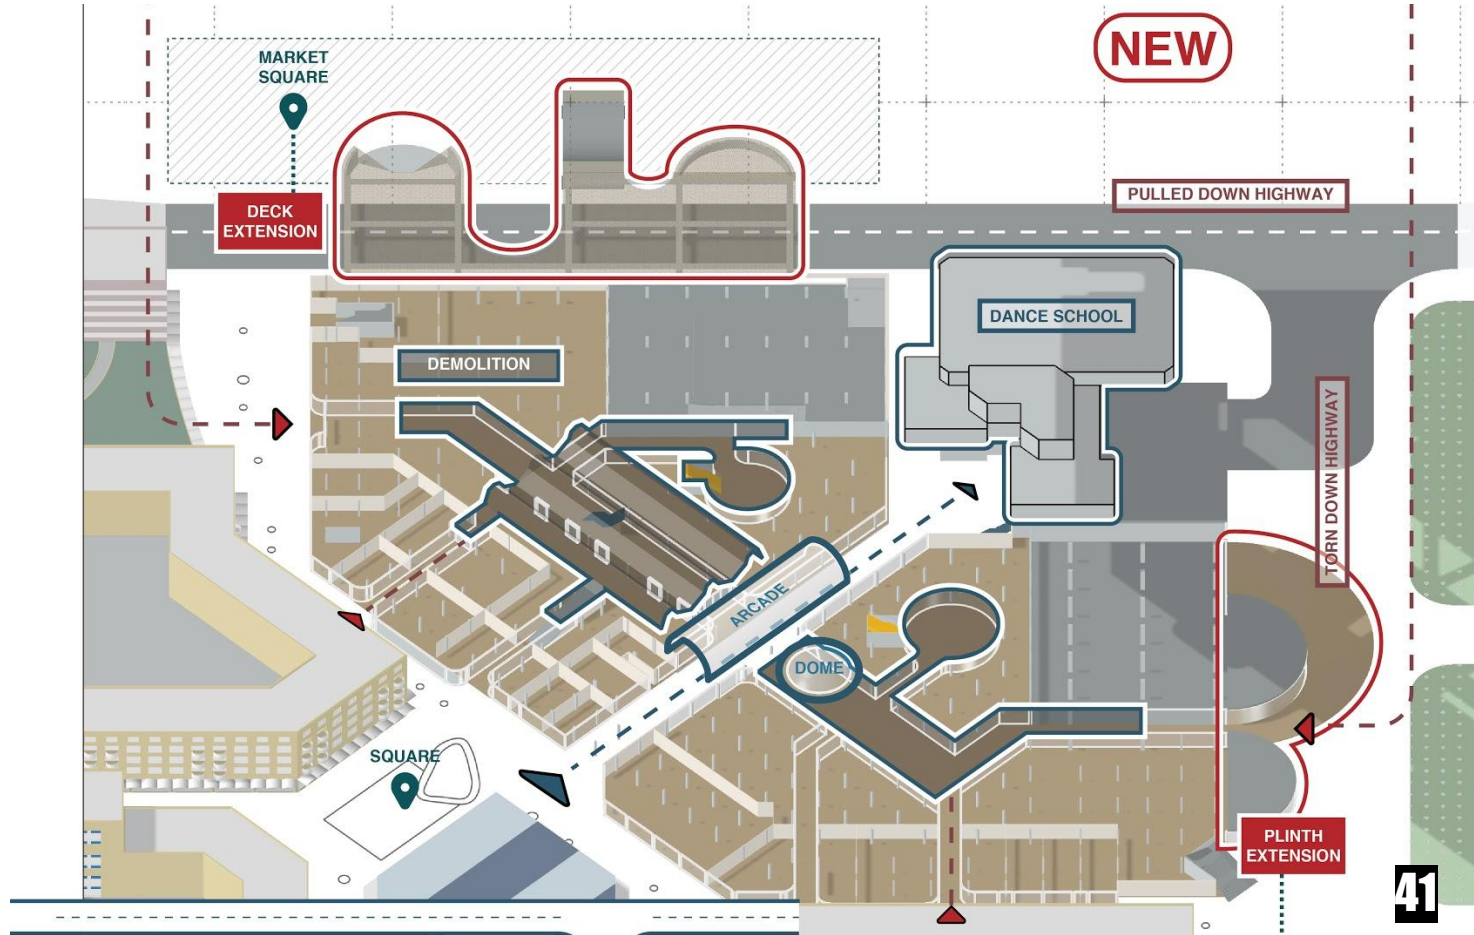 NEW
MARKET
SQUARE
DECK
EXTENSION
PULLED DOWN HIGHWAY
DANCE SCHOOL
DEMOLITION
TORN DOWN HIGHWAY
ARCADE
DOME
SQUARE
PLINTH
EXTENSION
41